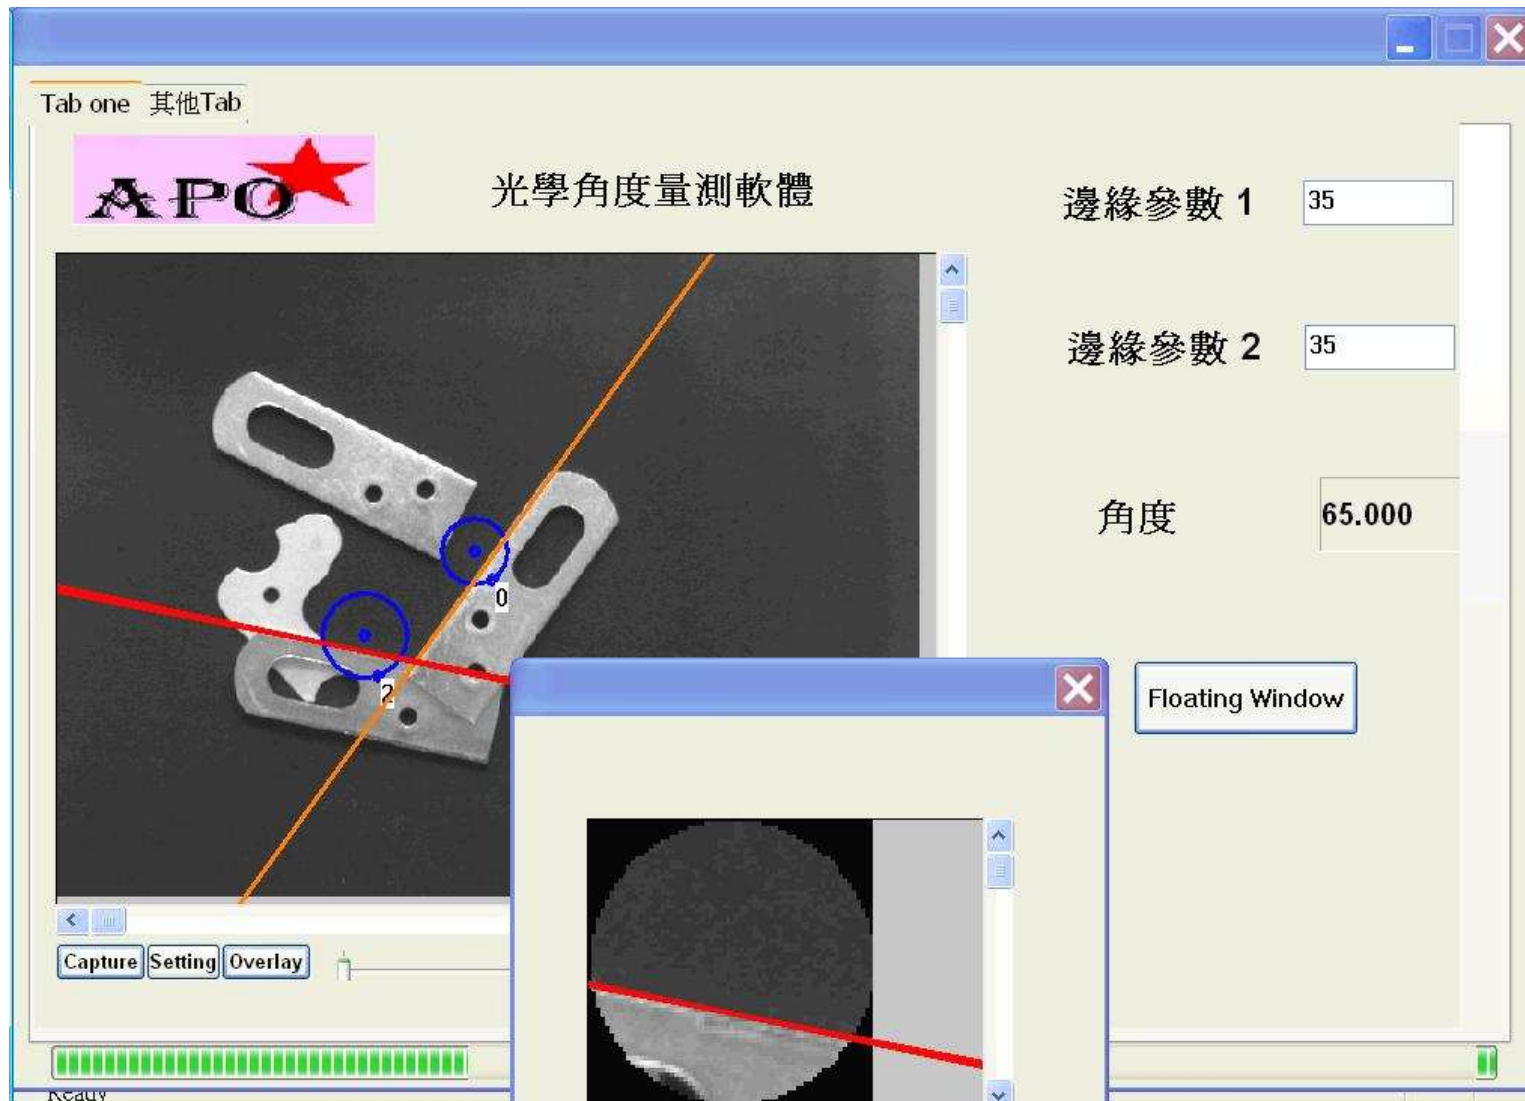 Tab one 其他Tab
APO
光學角度量測軟體
邊緣參數 1
35
邊緣參數 2
35
角度
65.000
0
2
Floating Window
Capture Setting Overlay
Ready